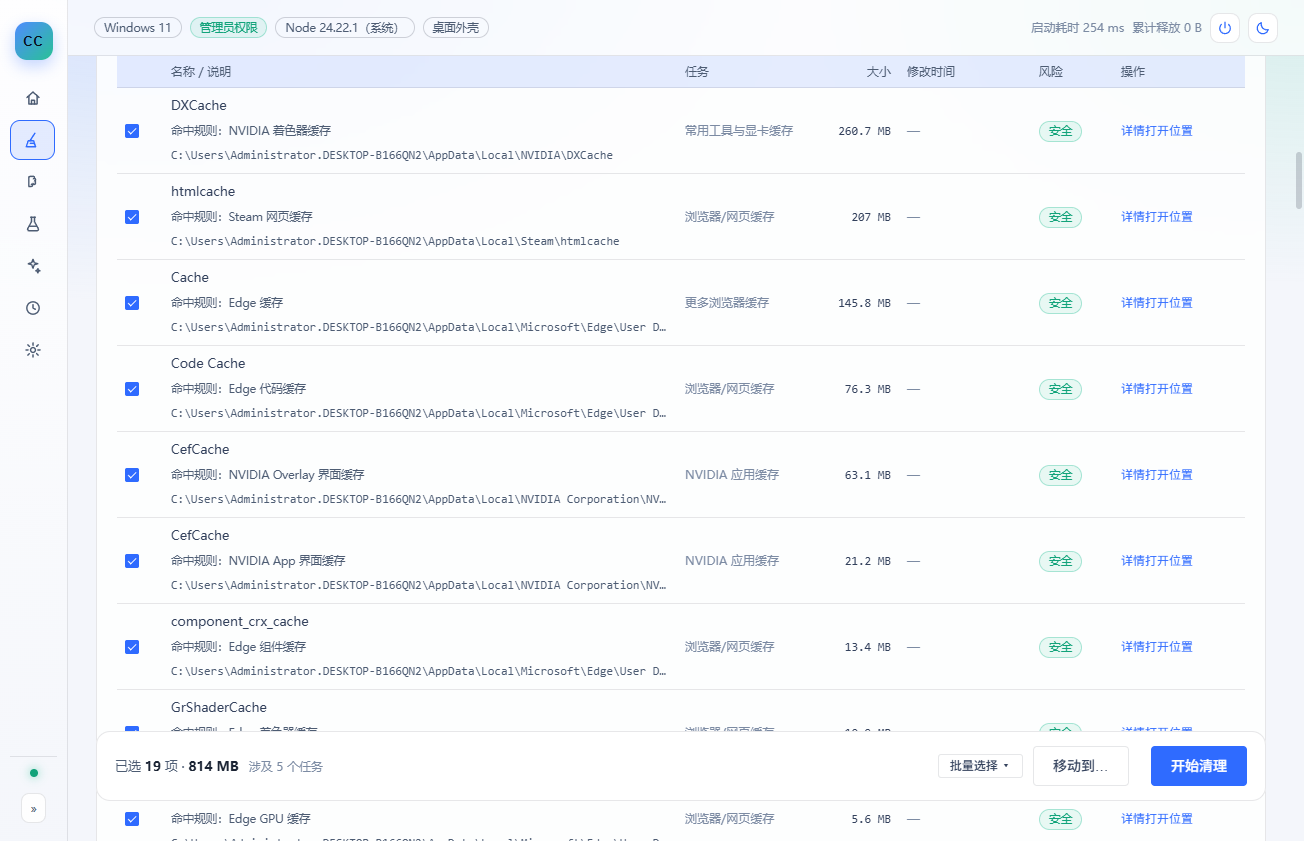 CC
Windows 11 管理员权限 Node 24.22.1（系统） 桌面外壳 启动耗时 254 ms 累计释放 0 B
名称 / 说明 任务 大小 修改时间 风险 操作
DXCache
命中规则：NVIDIA 着色器缓存 常用工具与显卡缓存 260.7 MB — 安全 详情打开位置
C:\Users\Administrator.DESKTOP-B166QN2\AppData\Local\NVIDIA\DXCache
htmlcache
命中规则：Steam 网页缓存 浏览器/网页缓存 207 MB — 安全 详情打开位置
C:\Users\Administrator.DESKTOP-B166QN2\AppData\Local\Steam\htmlcache
Cache
命中规则：Edge 缓存 更多浏览器缓存 145.8 MB — 安全 详情打开位置
C:\Users\Administrator.DESKTOP-B166QN2\AppData\Local\Microsoft\Edge\User D…
Code Cache
命中规则：Edge 代码缓存 浏览器/网页缓存 76.3 MB — 安全 详情打开位置
C:\Users\Administrator.DESKTOP-B166QN2\AppData\Local\Microsoft\Edge\User D…
CefCache
命中规则：NVIDIA Overlay 界面缓存 NVIDIA 应用缓存 63.1 MB — 安全 详情打开位置
C:\Users\Administrator.DESKTOP-B166QN2\AppData\Local\NVIDIA Corporation\NV…
CefCache
命中规则：NVIDIA App 界面缓存 NVIDIA 应用缓存 21.2 MB — 安全 详情打开位置
C:\Users\Administrator.DESKTOP-B166QN2\AppData\Local\NVIDIA Corporation\NV…
component_crx_cache
命中规则：Edge 组件缓存 浏览器/网页缓存 13.4 MB — 安全 详情打开位置
C:\Users\Administrator.DESKTOP-B166QN2\AppData\Local\Microsoft\Edge\User D…
GrShaderCache
已选 19 项 · 814 MB 涉及 5 个任务 批量选择 移动到… 开始清理
命中规则：Edge GPU 缓存 浏览器/网页缓存 5.6 MB — 安全 详情打开位置